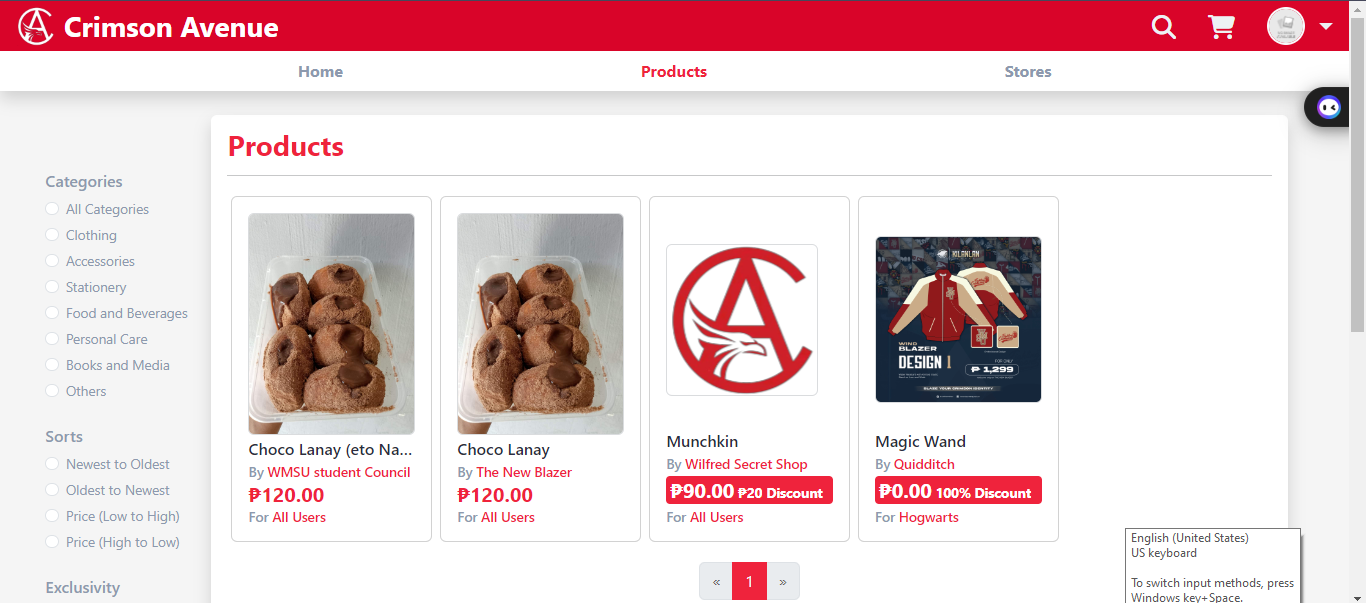 Crimson Avenue
Home
Products
Stores
Products
Categories
All Categories
Clothing
Accessories
Stationery
Food and Beverages
Personal Care
Books and Media
Others
Sorts
Newest to Oldest
Oldest to Newest
Price (Low to High)
Price (High to Low)
Exclusivity
Choco Lanay (eto Na...
By WMSU student Council
₱120.00
For All Users
Choco Lanay
By The New Blazer
₱120.00
For All Users
Munchkin
By Wilfred Secret Shop
₱90.00 ₱20 Discount
For All Users
KILANLAN
WIND
BLAZER
DESIGN 1
FOR ONLY
₱ 1,299
BLAZE YOUR CRIMSON IDENTITY
Magic Wand
By Quidditch
₱0.00 100% Discount
For Hogwarts
« 1 »
English (United States)
US keyboard
To switch input methods, press
Windows key+Space.